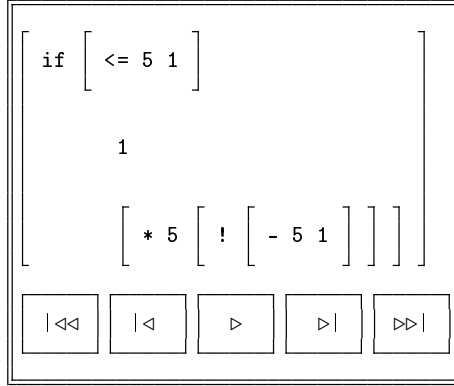 if [ <= 5 1 ]
1
[ * 5 [ ! [ - 5 1 ] ] ] ]
|◁◁ |◁ ▷ ▷| ▷▷|